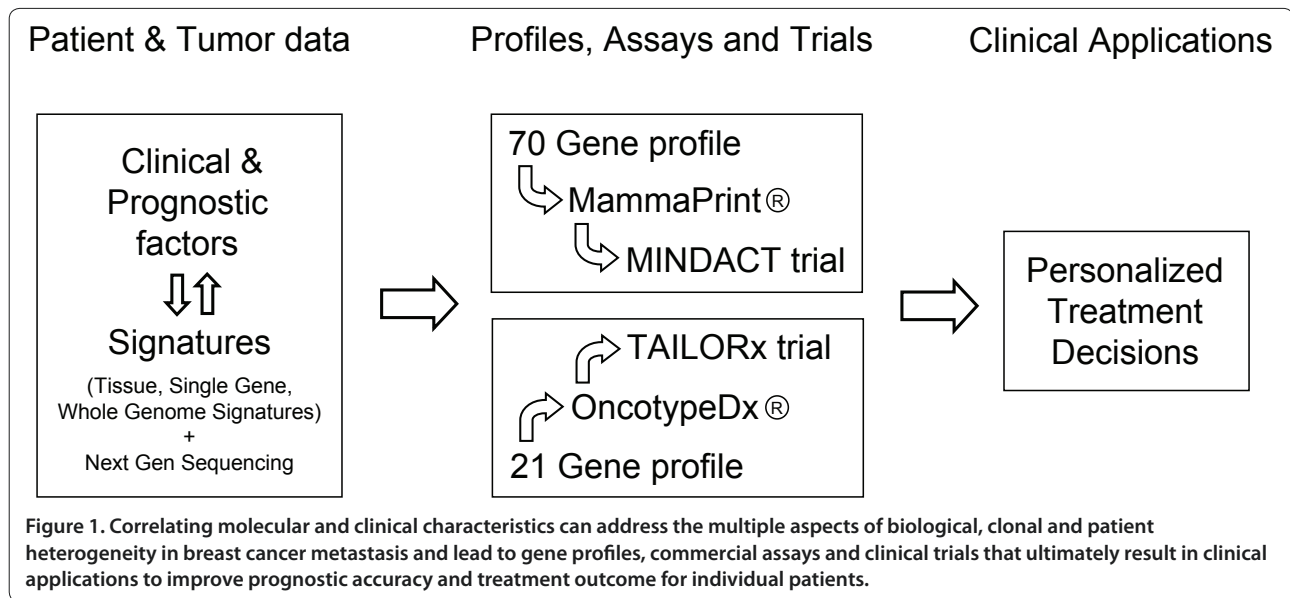 Patient & Tumor data
Profiles, Assays and Trials
Clinical Applications
Clinical &
Prognostic
factors
Signatures
(Tissue, Single Gene,
Whole Genome Signatures)
+
Next Gen Sequencing
70 Gene profile
MammaPrint ®
MINDACT trial
TAILORx trial
OncotypeDx ®
21 Gene profile
Personalized
Treatment
Decisions
Figure 1. Correlating molecular and clinical characteristics can address the multiple aspects of biological, clonal and patient
heterogeneity in breast cancer metastasis and lead to gene profiles, commercial assays and clinical trials that ultimately result in clinical
applications to improve prognostic accuracy and treatment outcome for individual patients.